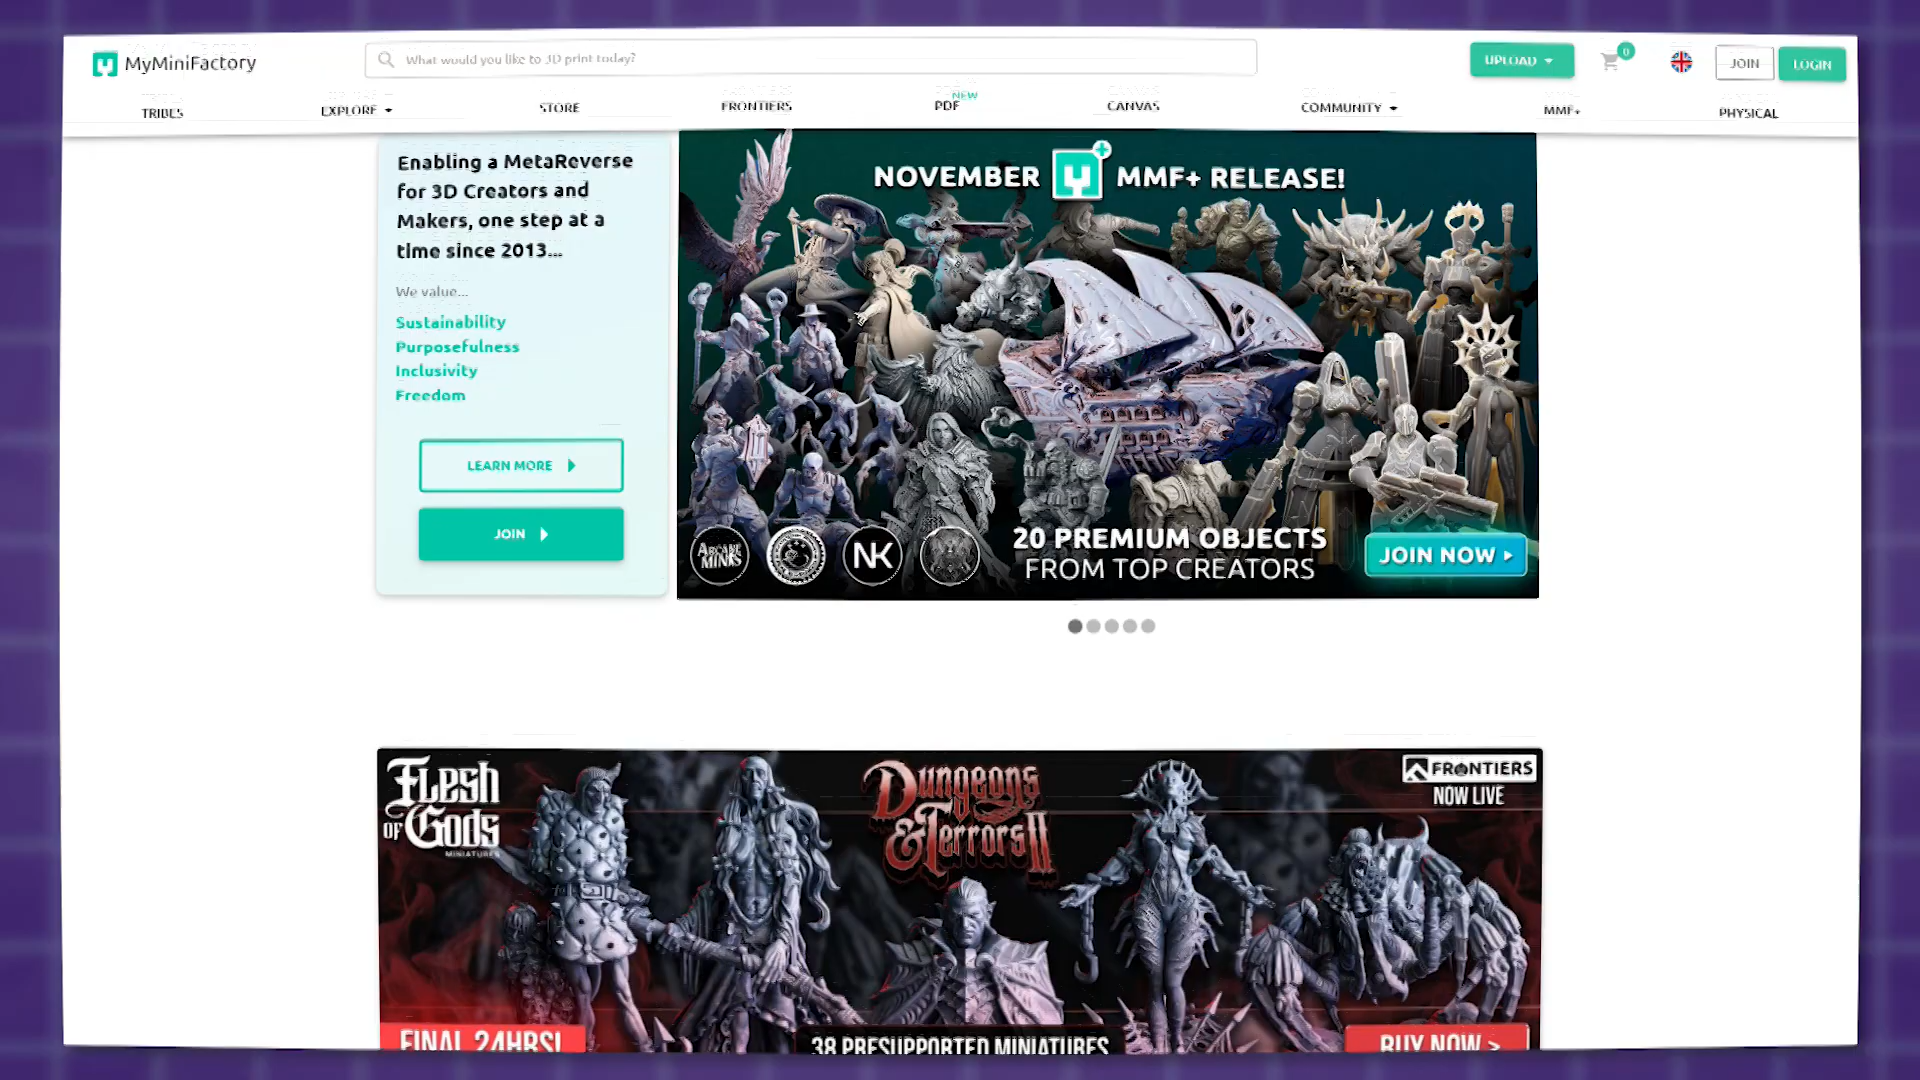 MyMiniFactory
What would you like to 3D print today?
UPLOAD
0
JOIN
LOGIN
TRIBES
EXPLORE
STORE
FRONTIERS
PDF
NEW
CANVAS
COMMUNITY
MMF+
PHYSICAL
Enabling a MetaReverse
for 3D Creators and
Makers, one step at a
time since 2013...
We value...
Sustainability
Purposefulness
Inclusivity
Freedom
LEARN MORE
JOIN
NOVEMBER MMF+ RELEASE!
ARCANE
MINIS
NK
20 PREMIUM OBJECTS
FROM TOP CREATORS
JOIN NOW
FLESH
OF GODS
MINIATURES
DUNGEONS
& TERRORS II
FRONTIERS
NOW LIVE
FINAL 24HRS!
38 PRESUPPORTED MINIATURES
BUY NOW >